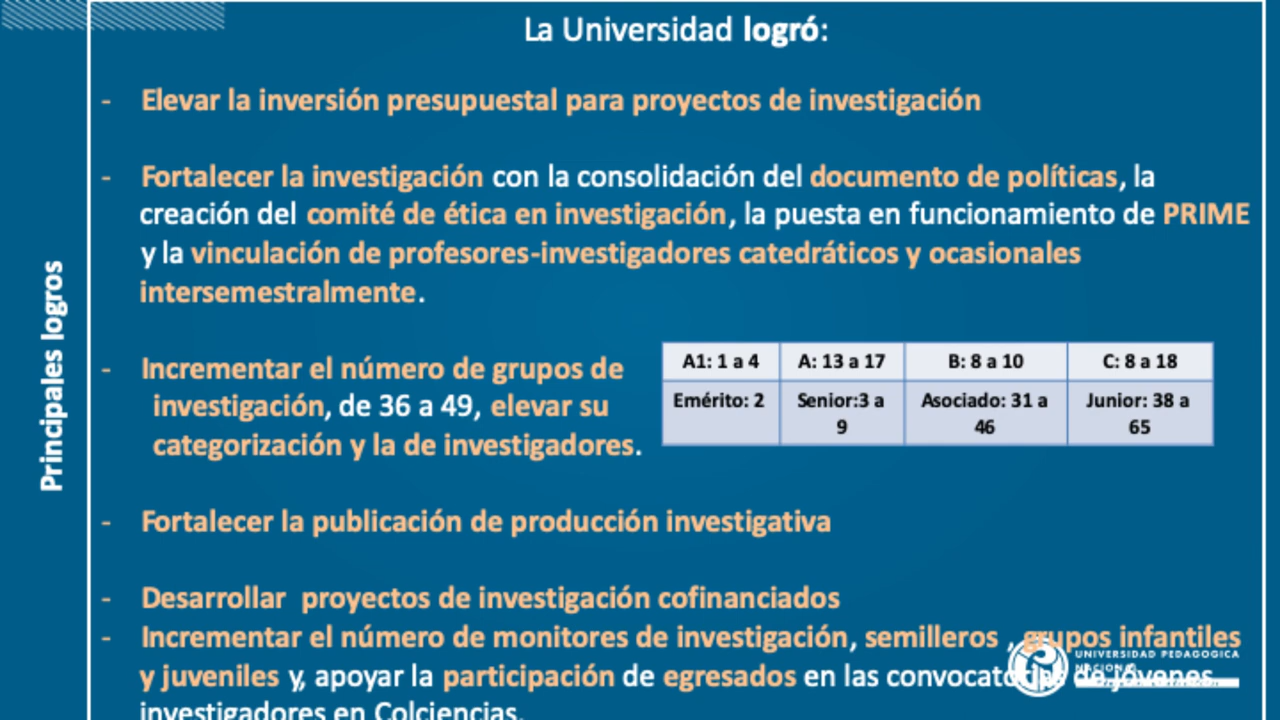 La Universidad logró:
Principales logros
- Elevar la inversión presupuestal para proyectos de investigación
- Fortalecer la investigación con la consolidación del documento de políticas, la
creación del comité de ética en investigación, la puesta en funcionamiento de PRIME
y la vinculación de profesores-investigadores catedráticos y ocasionales
intersemestralmente.
- Incrementar el número de grupos de
investigación, de 36 a 49, elevar su
categorización y la de investigadores.
A1: 1 a 4 A: 13 a 17 B: 8 a 10 C: 8 a 18
Emérito: 2 Senior:3 a Asociado: 31 a Junior: 38 a
9 46 65
- Fortalecer la publicación de producción investigativa
- Desarrollar proyectos de investigación cofinanciados
- Incrementar el número de monitores de investigación, semilleros , grupos infantiles
y juveniles y, apoyar la participación de egresados en las convocatorias de jóvenes
investigadores en Colciencias.
UNIVERSIDAD PEDAGOGICA
NACIONAL